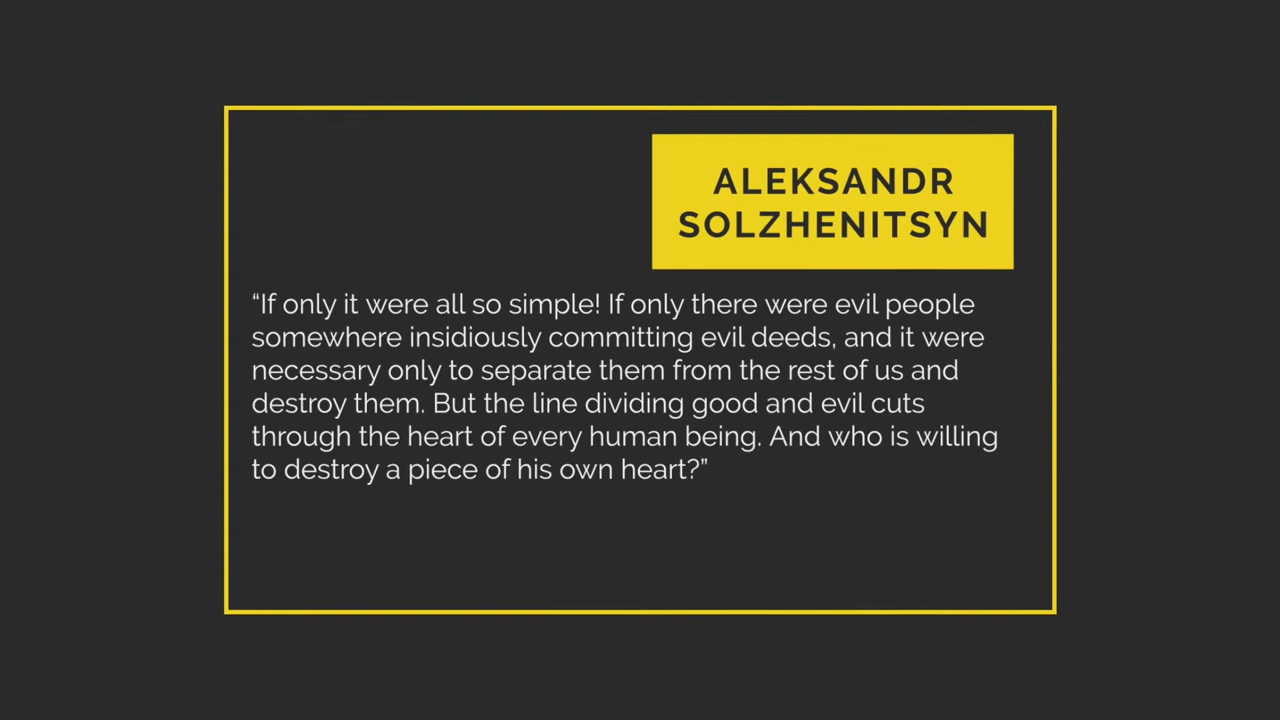 ALEKSANDR
SOLZHENITSYN
“If only it were all so simple! If only there were evil people
somewhere insidiously committing evil deeds, and it were
necessary only to separate them from the rest of us and
destroy them. But the line dividing good and evil cuts
through the heart of every human being. And who is willing
to destroy a piece of his own heart?”